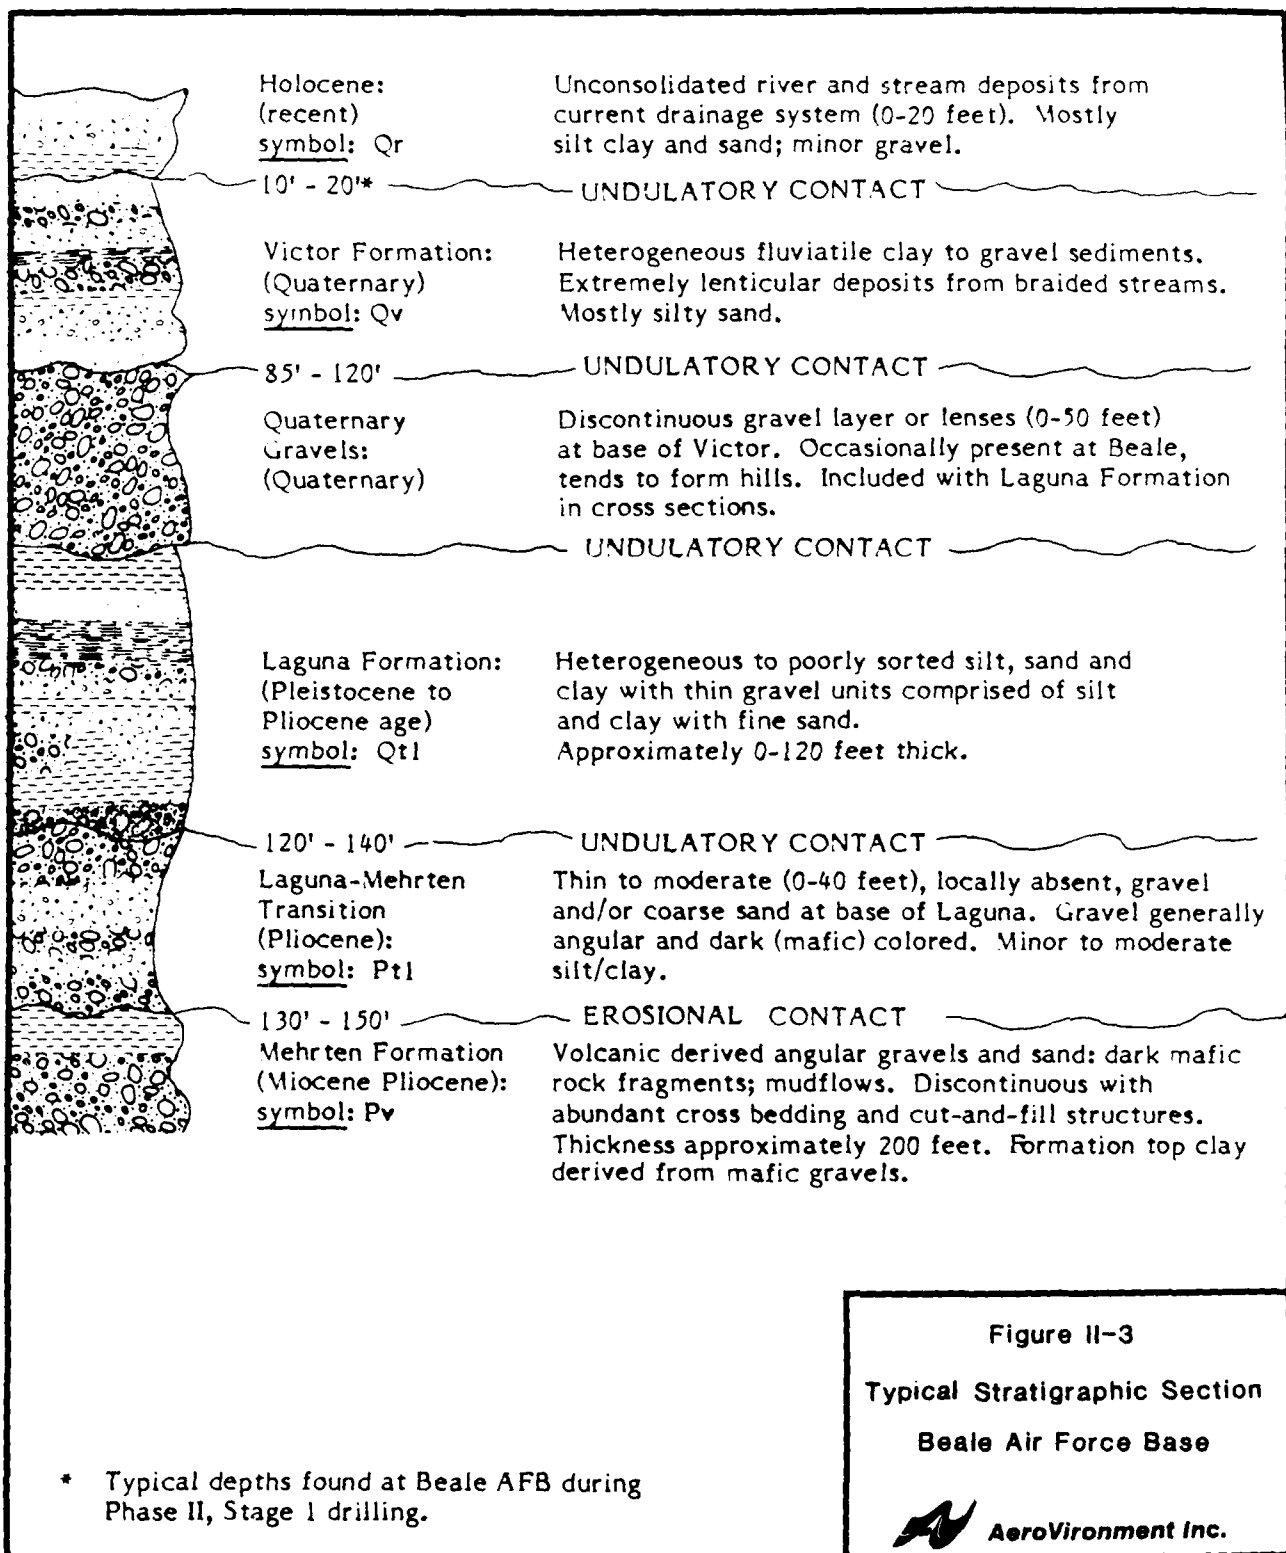 Holocene:
(recent)
symbol: Qr
Unconsolidated river and stream deposits from
current drainage system (0-20 feet). Mostly
silt clay and sand; minor gravel.
10' - 20'* UNDULATORY CONTACT
Victor Formation:
(Quaternary)
symbol: Qv
Heterogeneous fluviatile clay to gravel sediments.
Extremely lenticular deposits from braided streams.
Mostly silty sand.
85' - 120' UNDULATORY CONTACT
Quaternary
Gravels:
(Quaternary)
Discontinuous gravel layer or lenses (0-50 feet)
at base of Victor. Occasionally present at Beale,
tends to form hills. Included with Laguna Formation
in cross sections.
UNDULATORY CONTACT
Laguna Formation:
(Pleistocene to
Pliocene age)
symbol: Qtl
Heterogeneous to poorly sorted silt, sand and
clay with thin gravel units comprised of silt
and clay with fine sand.
Approximately 0-120 feet thick.
120' - 140' UNDULATORY CONTACT
Laguna-Mehrten
Transition
(Pliocene):
symbol: Ptl
Thin to moderate (0-40 feet), locally absent, gravel
and/or coarse sand at base of Laguna. Gravel generally
angular and dark (mafic) colored. Minor to moderate
silt/clay.
130' - 150' EROSIONAL CONTACT
Mehrten Formation
(Miocene Pliocene):
symbol: Pv
Volcanic derived angular gravels and sand: dark mafic
rock fragments; mudflows. Discontinuous with
abundant cross bedding and cut-and-fill structures.
Thickness approximately 200 feet. Formation top clay
derived from mafic gravels.
Figure II-3
Typical Stratigraphic Section
Beale Air Force Base
* Typical depths found at Beale AFB during
Phase II, Stage 1 drilling.
AeroVironment Inc.